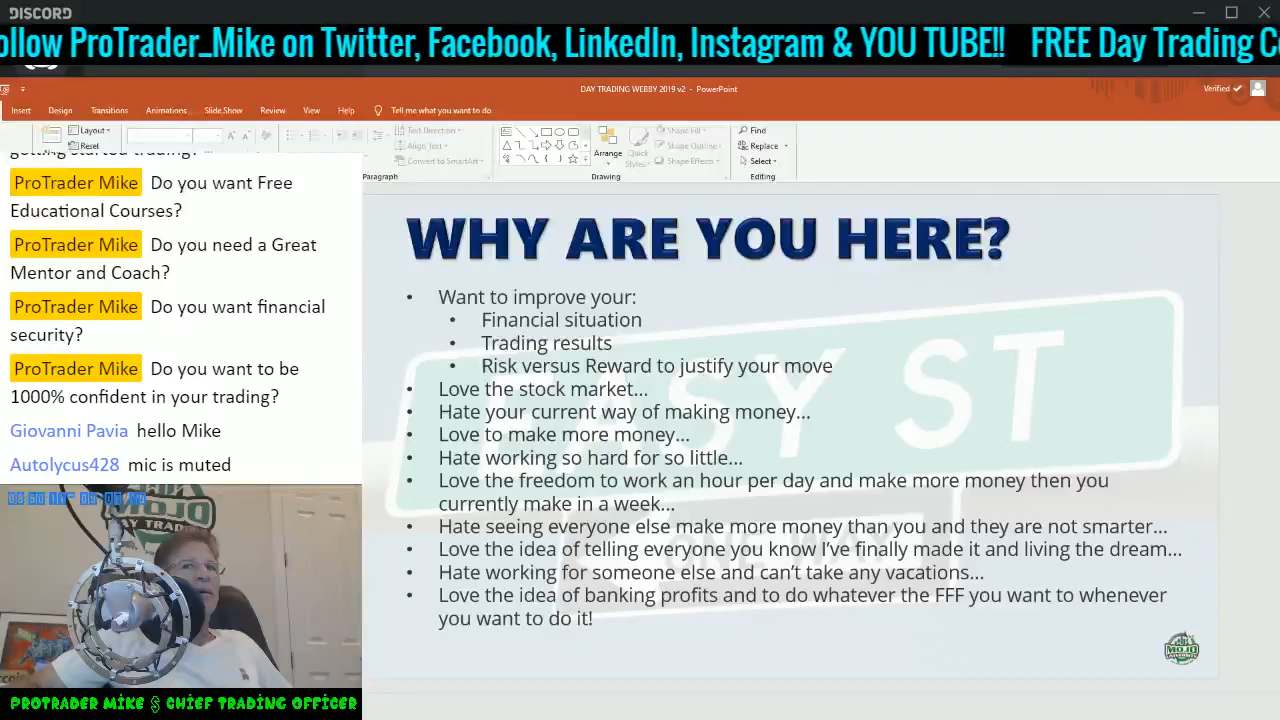 DISCORD
ollow ProTrader_Mike on Twitter, Facebook, LinkedIn, Instagram & YOU TUBE!! FREE Day Trading C
DAY TRADING WEBBY 2019 v2 - PowerPoint
Verified
Insert Design Transitions Animations Slide Show Review View Help Tell me what you want to do
Layout
Reset
Text Direction
Align Text
Convert to SmartArt
Paragraph
Arrange
Quick
Styles
Shape Fill
Shape Outline
Shape Effects
Drawing
Find
Replace
Select
Editing
getting started trading?
ProTrader Mike Do you want Free
Educational Courses?
ProTrader Mike Do you need a Great
Mentor and Coach?
ProTrader Mike Do you want financial
security?
ProTrader Mike Do you want to be
1000% confident in your trading?
Giovanni Pavia hello Mike
Autolycus428 mic is muted
PROTRADER MIKE $ CHIEF TRADING OFFICER
WHY ARE YOU HERE?
• Want to improve your:
• Financial situation
• Trading results
• Risk versus Reward to justify your move
• Love the stock market...
• Hate your current way of making money...
• Love to make more money...
• Hate working so hard for so little...
• Love the freedom to work an hour per day and make more money then you
currently make in a week...
• Hate seeing everyone else make more money than you and they are not smarter...
• Love the idea of telling everyone you know I've finally made it and living the dream...
• Hate working for someone else and can't take any vacations...
• Love the idea of banking profits and to do whatever the FFF you want to whenever
you want to do it!
EASY ST
ONE WAY
MOJO
UNIVERSITY